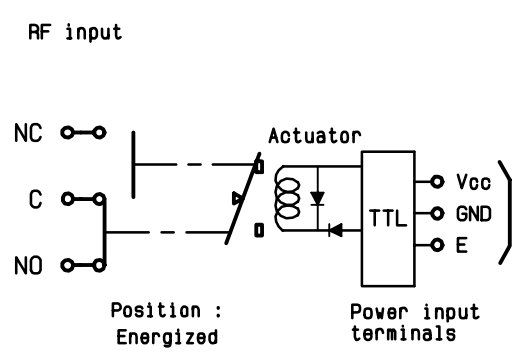 RF input
NC
C
NO
Actuator
TTL
Vcc
GND
E
Position :
Energized
Power input
terminals